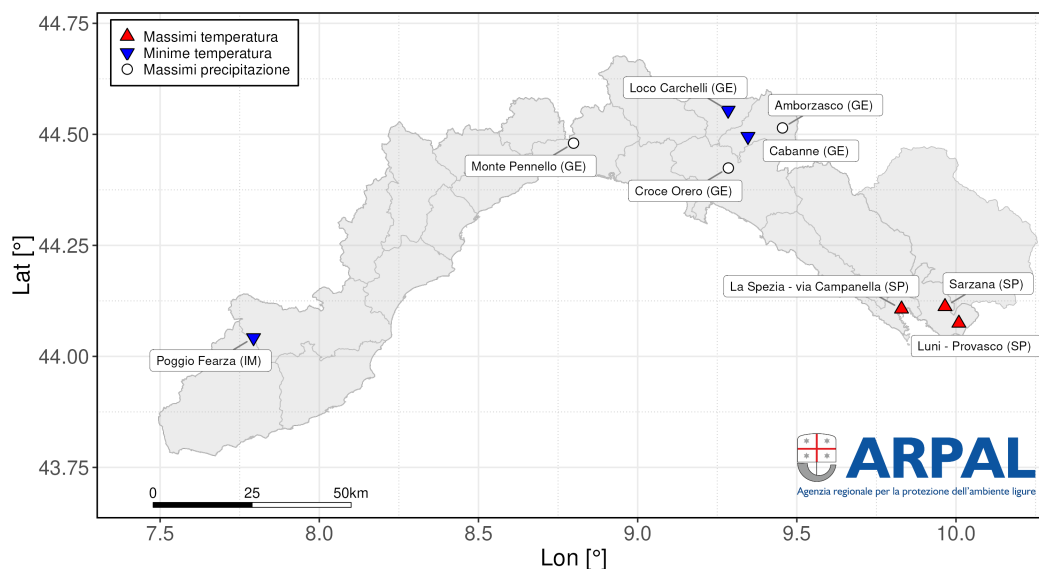 44.75
44.50
44.25
44.00
43.75
Lat [°]
Massimi temperatura
Minime temperatura
Massimi precipitazione
Loco Carchelli (GE)
Amborzasco (GE)
Cabanne (GE)
Monte Pennello (GE)
Croce Orero (GE)
La Spezia - via Campanella (SP)
Sarzana (SP)
Luni - Provasco (SP)
Poggio Fearza (IM)
ARPAL
Agenzia regionale per la protezione dell'ambiente ligure
0 25 50km
7.5 8.0 8.5 9.0 9.5 10.0
Lon [°]